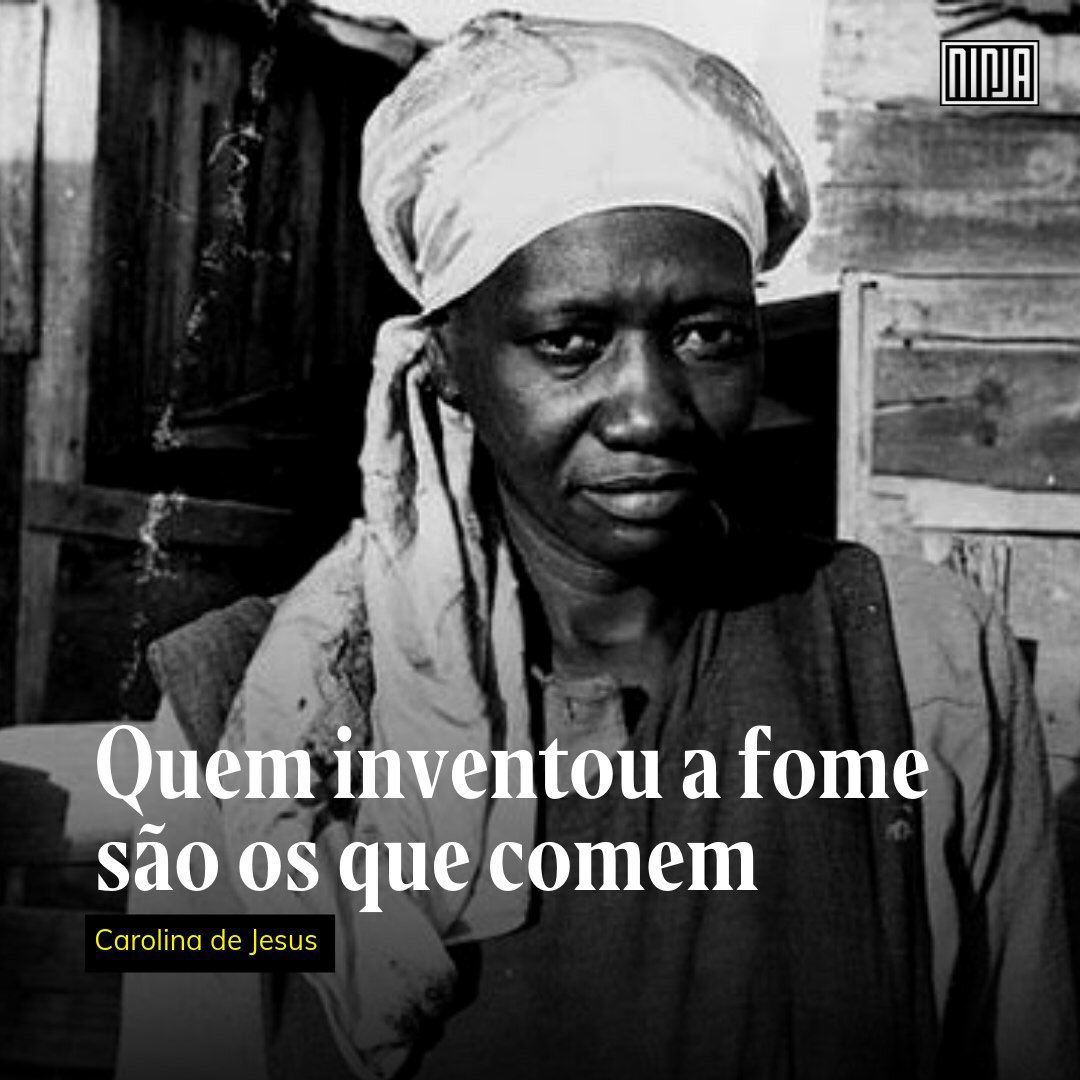 NINJA
Quem inventou a fome
são os que comem
Carolina de Jesus